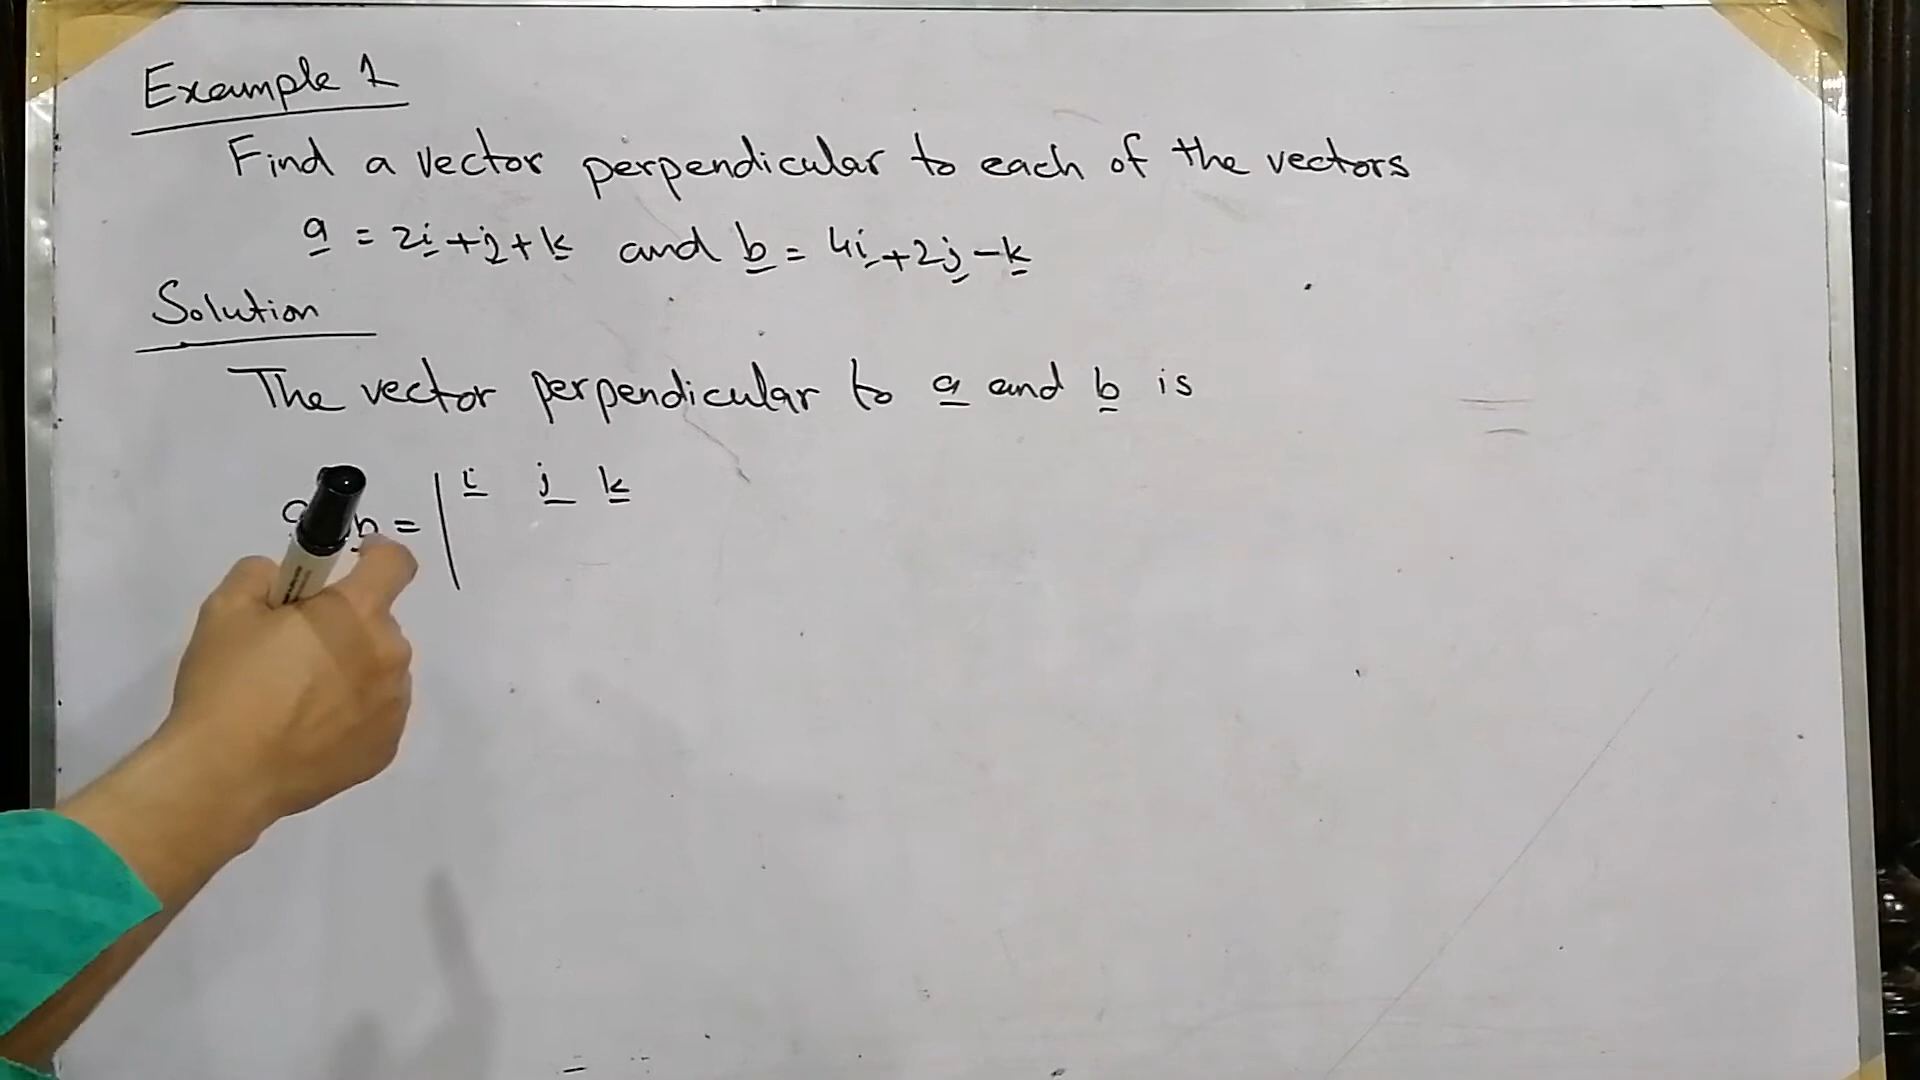 Example 1
Find a vector perpendicular to each of the vectors
a = 2i + j + k and b = 4i + 2j - k
Solution
The vector perpendicular to a and b is
b = | i j k